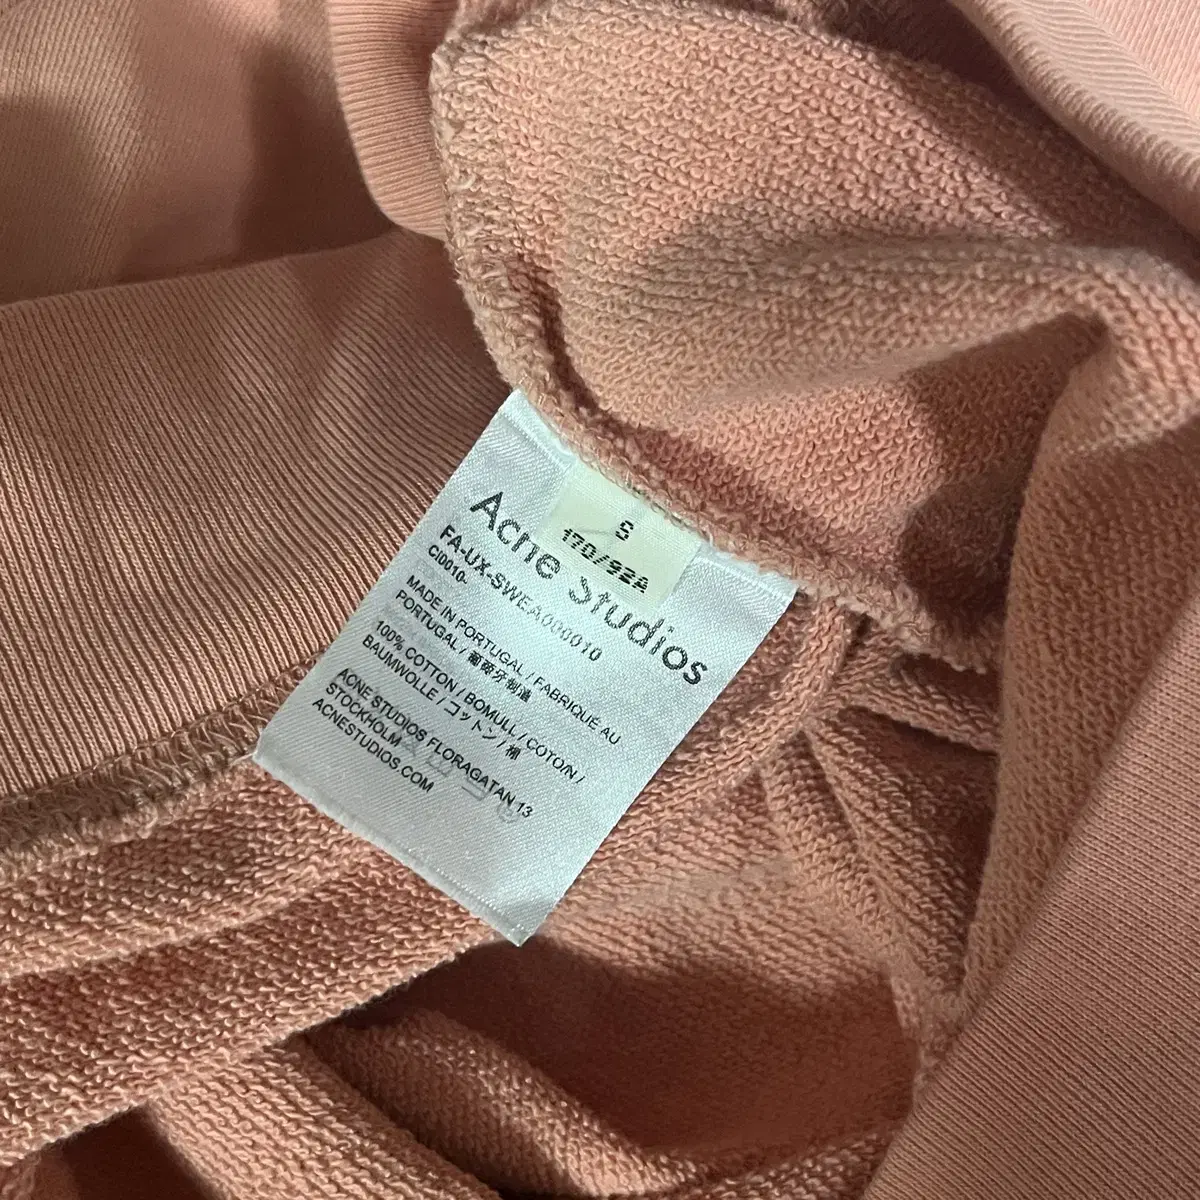 S
170/92A
Acne Studios
FA-UX-SWEA000010
CI0010-
MADE IN PORTUGAL / FABRIQUÉ AU
PORTUGAL / 葡萄牙制造
100% COTTON / BOMULL / COTON /
BAUMWOLLE / コットン / 棉
ACNE STUDIOS FLORAGATAN 13
STOCKHOLM
ACNESTUDIOS.COM